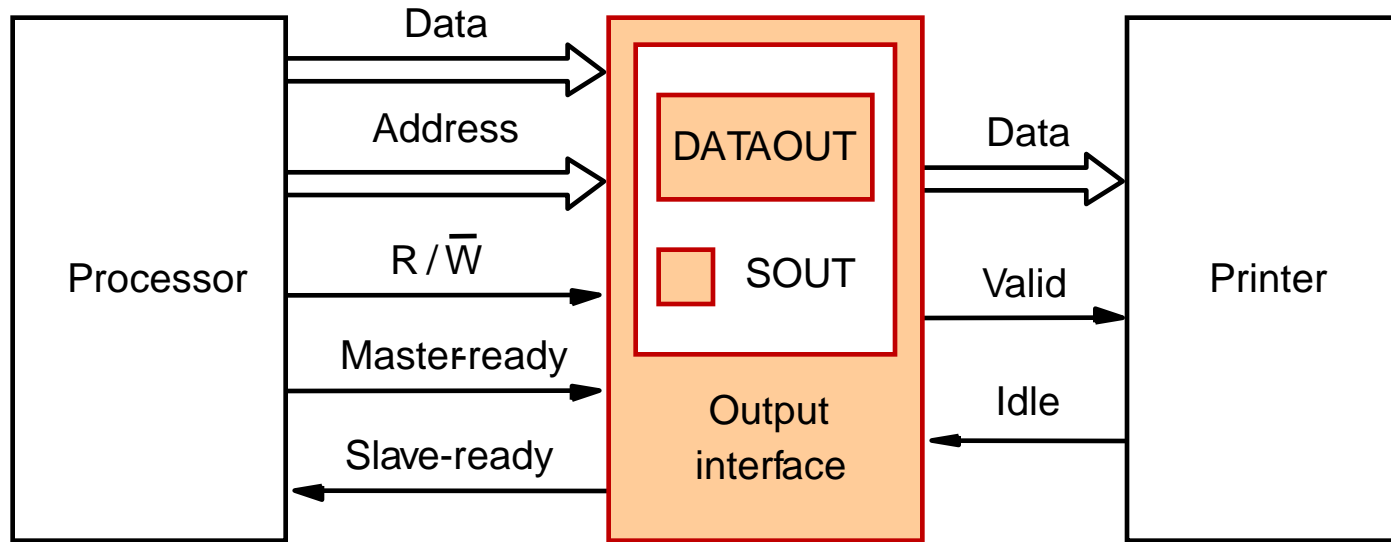 Processor
Data
Address
R / W̅
Master-ready
Slave-ready
DATAOUT
SOUT
Output
interface
Data
Valid
Idle
Printer